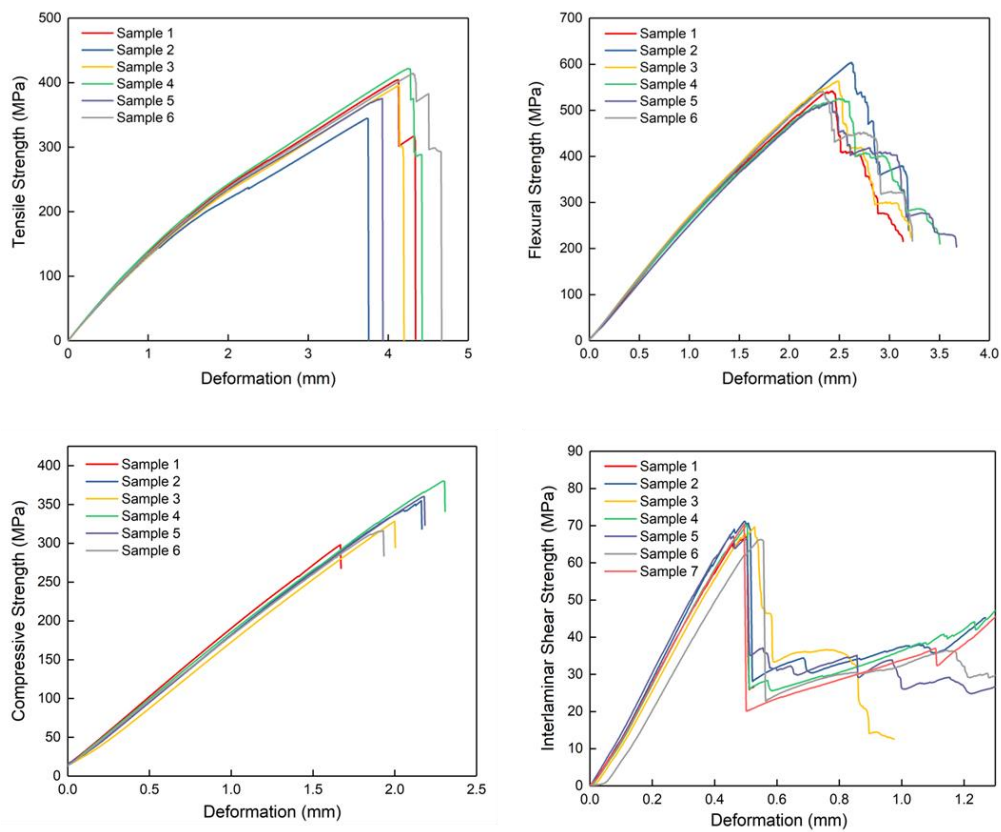 500
400
300
200
100
0
0
1
2
3
4
5
Tensile Strength (MPa)
Deformation (mm)
Sample 1
Sample 2
Sample 3
Sample 4
Sample 5
Sample 6
700
600
500
400
300
200
100
0
0.0
0.5
1.0
1.5
2.0
2.5
3.0
3.5
4.0
Flexural Strength (MPa)
Deformation (mm)
Sample 1
Sample 2
Sample 3
Sample 4
Sample 5
Sample 6
400
350
300
250
200
150
100
50
0
0.0
0.5
1.0
1.5
2.0
2.5
Compressive Strength (MPa)
Deformation (mm)
Sample 1
Sample 2
Sample 3
Sample 4
Sample 5
Sample 6
90
80
70
60
50
40
30
20
10
0
0.0
0.2
0.4
0.6
0.8
1.0
1.2
Interlaminar Shear Strength (MPa)
Deformation (mm)
Sample 1
Sample 2
Sample 3
Sample 4
Sample 5
Sample 6
Sample 7